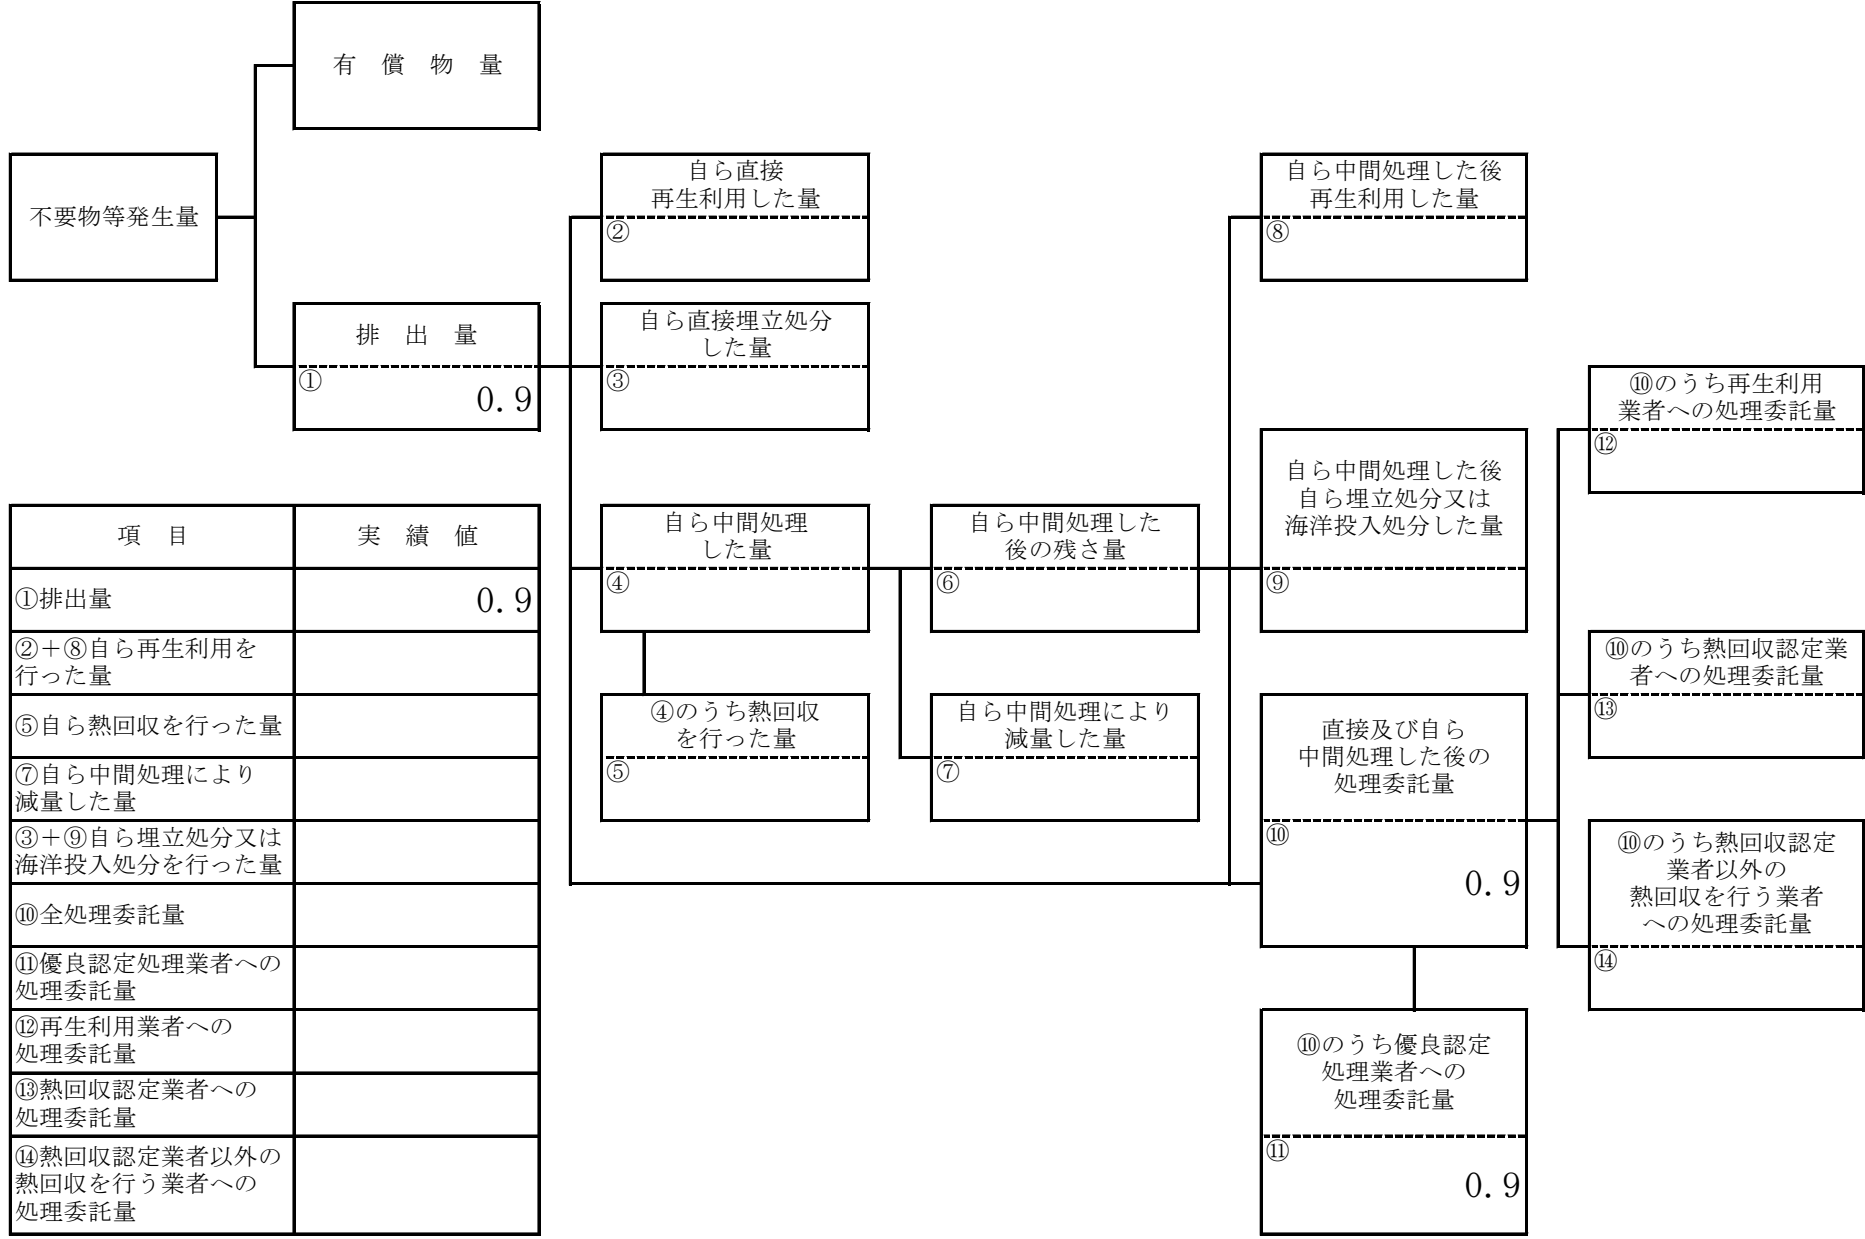 有 償 物 量
不要物等発生量
排 出 量
①
0.9
自ら直接
再生利用した量
②
自ら直接埋立処分
した量
③
自ら中間処理
した量
④
④のうち熱回収
を行った量
⑤
自ら中間処理した
後の残さ量
⑥
自ら中間処理により
減量した量
⑦
自ら中間処理した後
再生利用した量
⑧
自ら中間処理した後
自ら埋立処分又は
海洋投入処分した量
⑨
直接及び自ら
中間処理した後の
処理委託量
⑩
0.9
⑩のうち優良認定
処理業者への
処理委託量
⑪
0.9
⑩のうち再生利用
業者への処理委託量
⑫
⑩のうち熱回収認定業
者への処理委託量
⑬
⑩のうち熱回収認定
業者以外の
熱回収を行う業者
への処理委託量
⑭
項 目
実 績 値
①排出量
0.9
②＋⑧自ら再生利用を
行った量
⑤自ら熱回収を行った量
⑦自ら中間処理により
減量した量
③＋⑨自ら埋立処分又は
海洋投入処分を行った量
⑩全処理委託量
⑪優良認定処理業者への
処理委託量
⑫再生利用業者への
処理委託量
⑬熱回収認定業者への
処理委託量
⑭熱回収認定業者以外の
熱回収を行う業者への
処理委託量